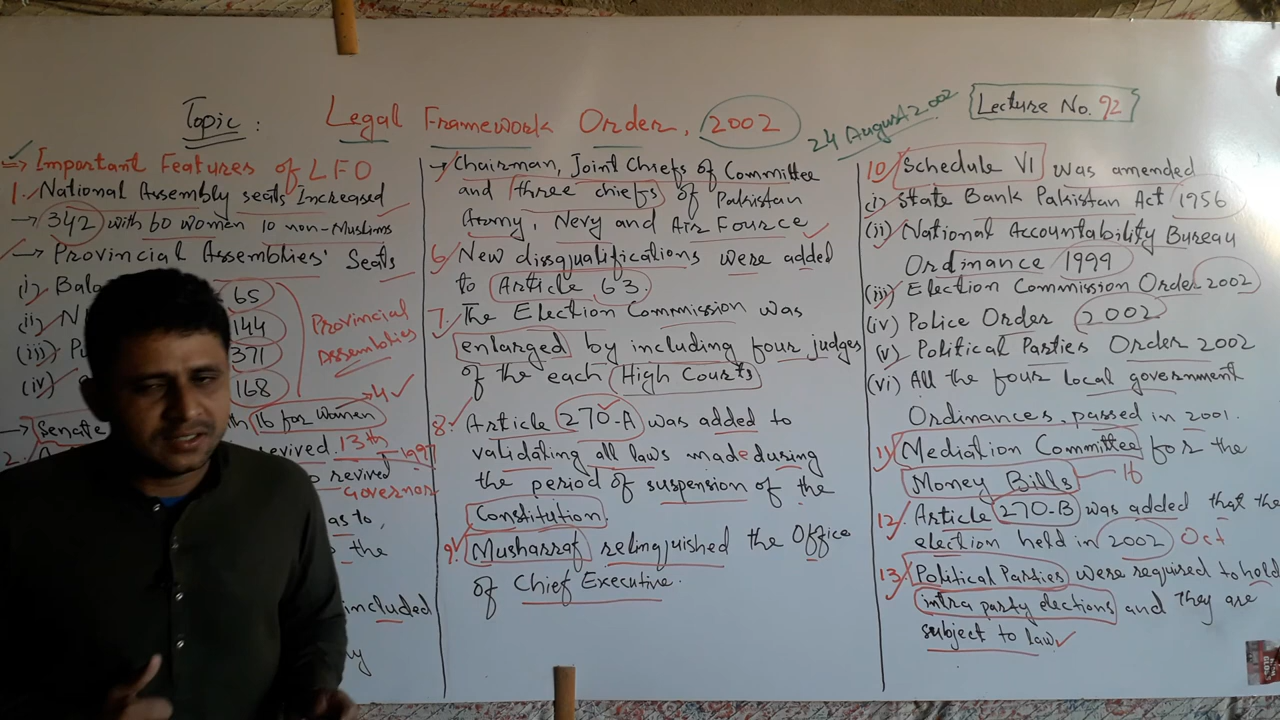 Topic : Legal Framework Order, 2002
24 August 2002
Lecture No. 92
→ Important Features of LFO
1. National Assembly seats Increased
→ 342 with 60 women 10 non-Muslims
→ Provincial Assemblies' Seats
(i) Balo 65
(ii) N 144
(iii) Pu 371
(iv) 168
Provincial
Assemblies
→ 4
→ Senate 16 for women
2. revived 13th
1997
revived
Governor
as to,
the
included
→ Chairman, Joint Chiefs of Committee
and three chiefs of Pakistan
Army, Nevy and Air Fource
6. New dissqualifications were added
to Article 63.
7. The Election Commission was
enlarged by including four judges
of the each High Courts
8. Article 270-A was added to
validating all laws made during
the period of suspension of the
Constitution.
9. Musharraf relinguished the Office
of Chief Executive.
10. Schedule VI was amended
(i) State Bank Pakistan Act 1956
(ii) National Accountability Bureau
Ordinance 1999
(iii) Election Commission Order 2002
(iv) Police Order 2002
(v) Political Parties Order 2002
(vi) All the four local government
Ordinances, passed in 2001.
11) Mediation Committee for the
Money Bills 16
12. Article 270-B was added that the
election held in 2002 Oct
13. Political Parties were required to hold
intra party elections and they are
subject to law